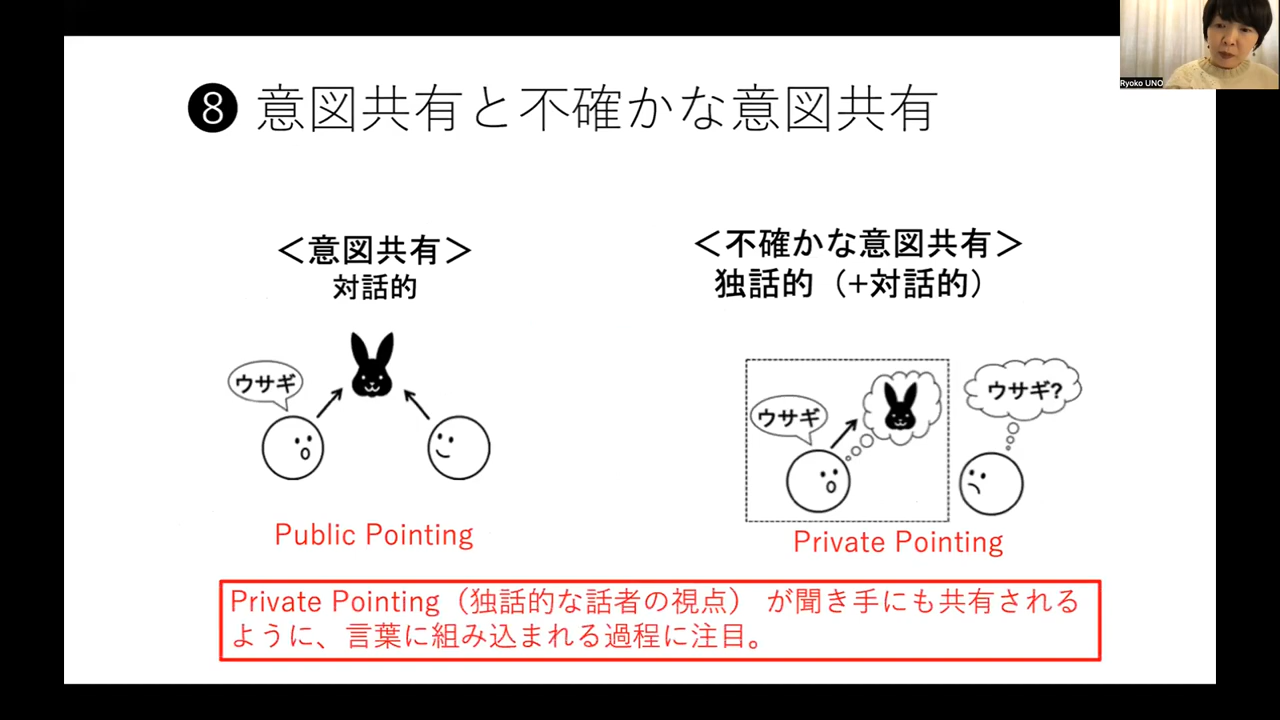 Ryoko UNO
❽ 意図共有と不確かな意図共有
＜意図共有＞
対話的
ウサギ
Public Pointing
＜不確かな意図共有＞
独話的（+対話的）
ウサギ
ウサギ?
Private Pointing
Private Pointing（独話的な話者の視点） が聞き手にも共有される
ように、言葉に組み込まれる過程に注目。